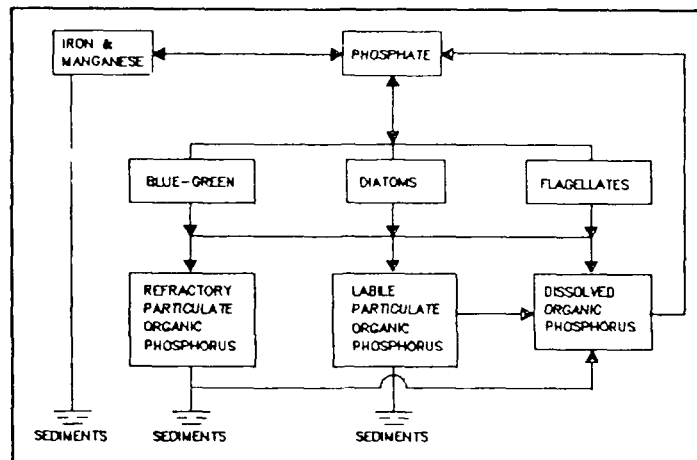 IRON &
MANGANESE
PHOSPHATE
BLUE-GREEN
DIATOMS
FLAGELLATES
REFRACTORY
PARTICULATE
ORGANIC
PHOSPHORUS
LABILE
PARTICULATE
ORGANIC
PHOSPHORUS
DISSOLVED
ORGANIC
PHOSPHORUS
SEDIMENTS
SEDIMENTS
SEDIMENTS